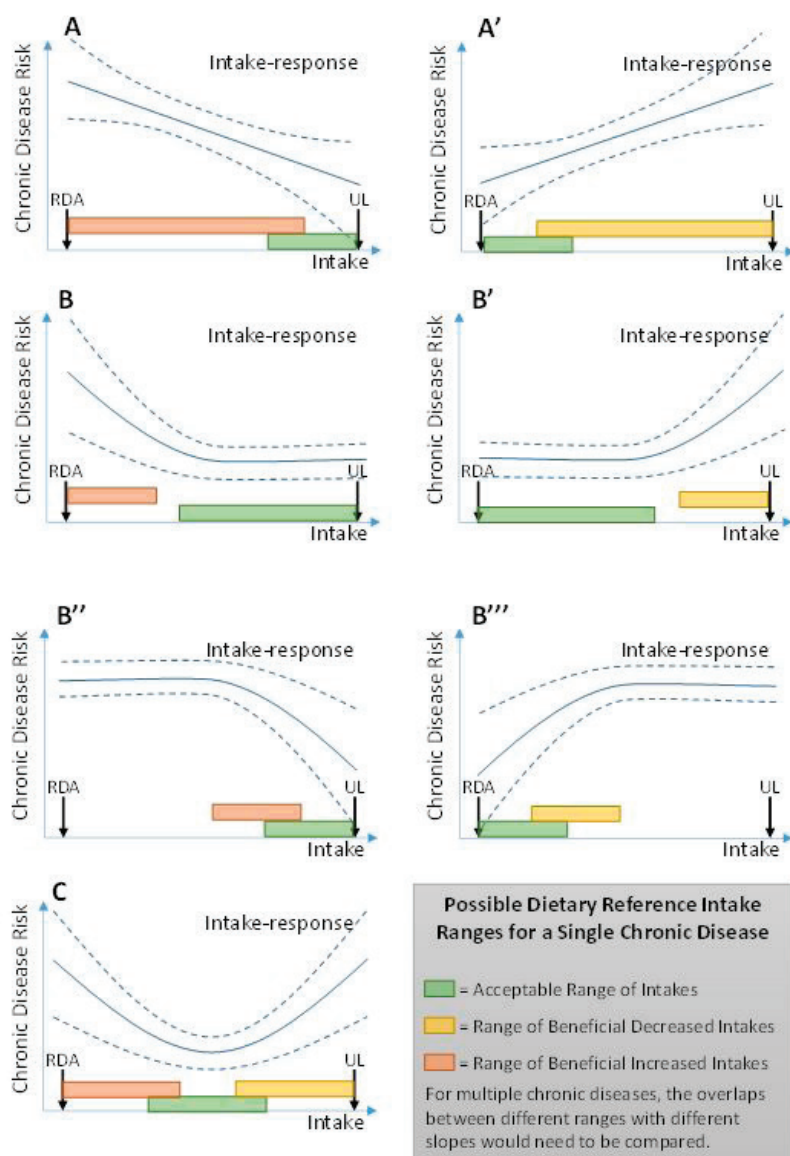 A
Intake-response
Chronic Disease Risk
RDA
UL
Intake
A’
Intake-response
Chronic Disease Risk
RDA
UL
Intake
B
Intake-response
Chronic Disease Risk
RDA
UL
Intake
B’
Intake-response
Chronic Disease Risk
RDA
UL
Intake
B’’
Intake-response
Chronic Disease Risk
RDA
UL
Intake
B’’’
Intake-response
Chronic Disease Risk
RDA
UL
Intake
C
Intake-response
Chronic Disease Risk
RDA
UL
Intake
Possible Dietary Reference Intake
Ranges for a Single Chronic Disease
= Acceptable Range of Intakes
= Range of Beneficial Decreased Intakes
= Range of Beneficial Increased Intakes
For multiple chronic diseases, the overlaps
between different ranges with different
slopes would need to be compared.